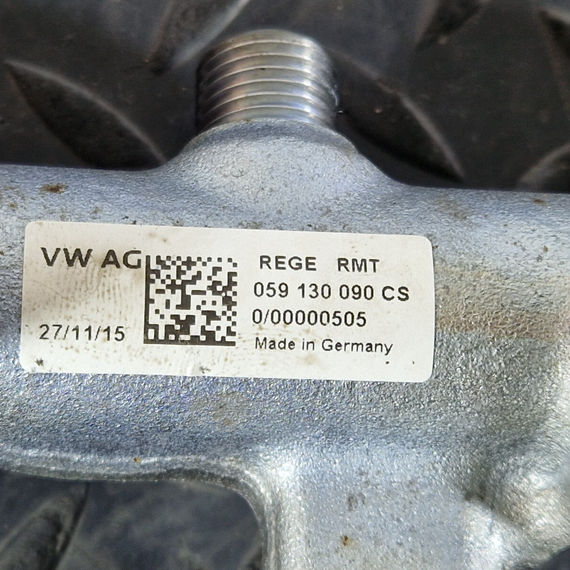 VW AG
27/11/15
REGE RMT
059 130 090 CS
0/00000505
Made in Germany